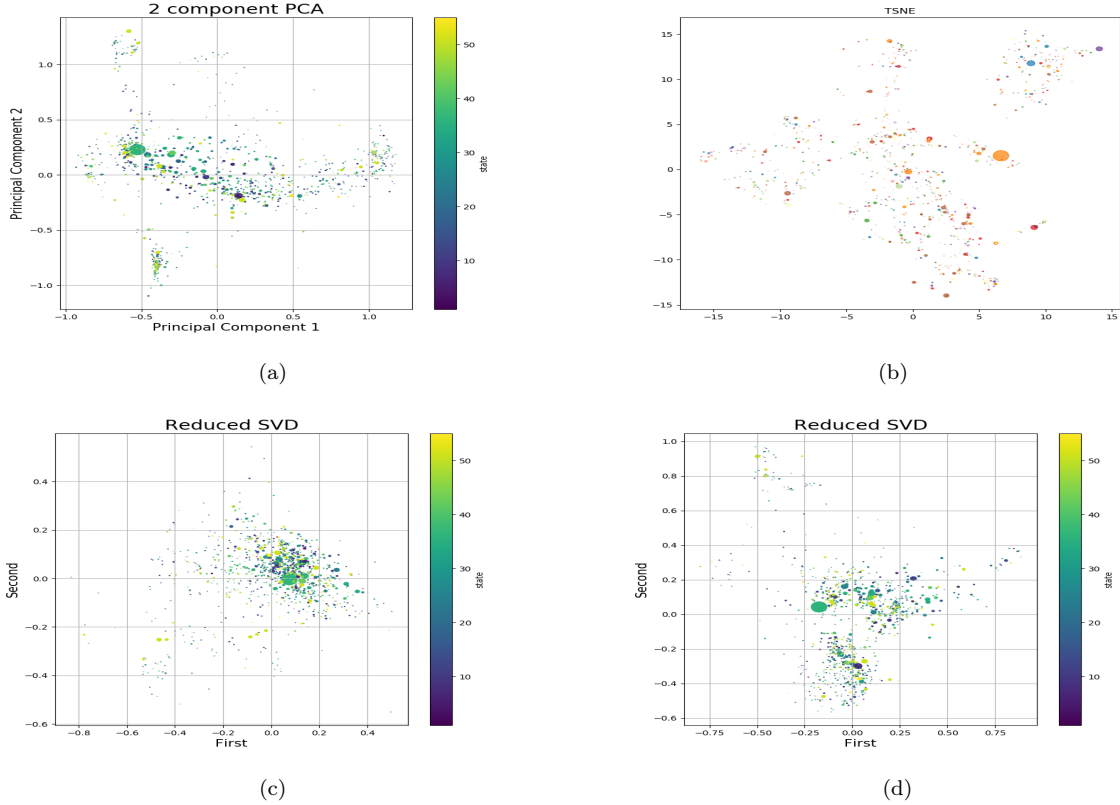 2 component PCA
Principal Component 2
1.0
0.5
0.0
−0.5
−1.0
−1.0 −0.5 0.0 0.5 1.0
Principal Component 1
50
40
30
20
10
state
(a)
TSNE
15
10
5
0
−5
−10
−15
−15 −10 −5 0 5 10 15
(b)
Reduced SVD
Second
0.4
0.2
0.0
−0.2
−0.4
−0.6
−0.8 −0.6 −0.4 −0.2 0.0 0.2 0.4
First
50
40
30
20
10
state
(c)
Reduced SVD
Second
1.0
0.8
0.6
0.4
0.2
0.0
−0.2
−0.4
−0.6
−0.75 −0.50 −0.25 0.00 0.25 0.50 0.75
First
50
40
30
20
10
state
(d)